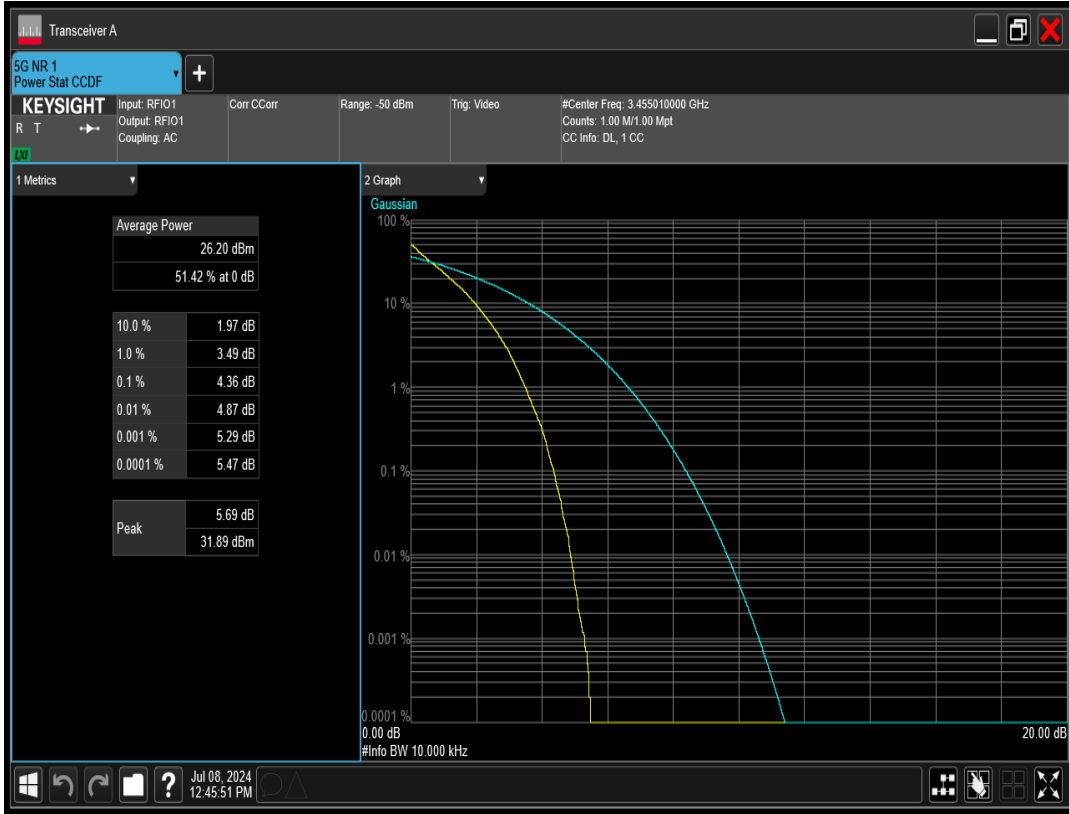 Transceiver A
5G NR 1
Power Stat CCDF
+
KEYSIGHT
R T
LXI
Input: RFIO1
Output: RFIO1
Coupling: AC
Corr CCorr
Range: -50 dBm
Trig: Video
#Center Freq: 3.455010000 GHz
Counts: 1.00 M/1.00 Mpt
CC Info: DL, 1 CC
1 Metrics
Average Power
26.20 dBm
51.42 % at 0 dB
10.0 % 1.97 dB
1.0 % 3.49 dB
0.1 % 4.36 dB
0.01 % 4.87 dB
0.001 % 5.29 dB
0.0001 % 5.47 dB
Peak
5.69 dB
31.89 dBm
2 Graph
Gaussian
100 %
10 %
1 %
0.1 %
0.01 %
0.001 %
0.0001 %
0.00 dB 20.00 dB
#Info BW 10.000 kHz
?
Jul 08, 2024
12:45:51 PM